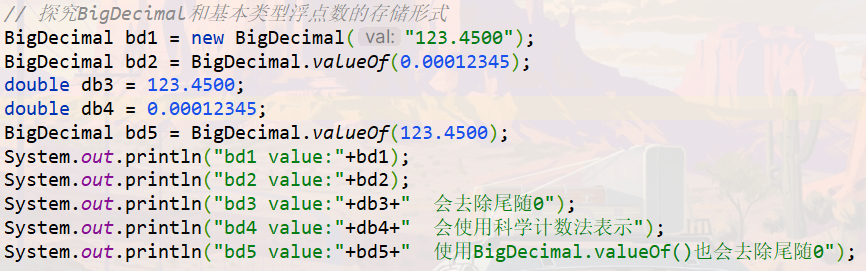 // 探究BigDecimal和基本类型浮点数的存储形式
BigDecimal bd1 = new BigDecimal( val: "123.4500");
BigDecimal bd2 = BigDecimal.valueOf(0.00012345);
double db3 = 123.4500;
double db4 = 0.00012345;
BigDecimal bd5 = BigDecimal.valueOf(123.4500);
System.out.println("bd1 value:"+bd1);
System.out.println("bd2 value:"+bd2);
System.out.println("bd3 value:"+db3+"  会去除尾随0");
System.out.println("bd4 value:"+db4+"  会使用科学计数法表示");
System.out.println("bd5 value:"+bd5+"  使用BigDecimal.valueOf()也会去除尾随0");